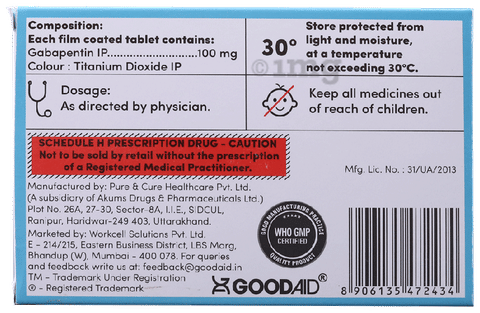 Composition:
Each film coated tablet contains:
Gabapentin IP..........................100 mg
Colour : Titanium Dioxide IP
30°
Store protected from
light and moisture,
at a temperature
not exceeding 30°C.
1mg
Dosage:
As directed by physician.
Keep all medicines out
of reach of children.
SCHEDULE H PRESCRIPTION DRUG - CAUTION
Not to be sold by retail without the prescription
of a Registered Medical Practitioner.
Mfg. Lic. No. : 31/UA/2013
Manufactured by: Pure & Cure Healthcare Pvt. Ltd.
(A subsidiary of Akums Drugs & Pharmaceuticals Ltd.)
Plot No. 26A, 27-30, Sector-8A, I.I.E., SIDCUL,
Ranipur, Haridwar-249 403, Uttarakhand.
Marketed by : Workcell Solutions Pvt. Ltd.
E - 214/215, Eastern Business District, LBS Marg,
Bhandup (W), Mumbai - 400 078. For queries
and feedback write us at: feedback@goodaid.in
TM - Trademark Under Registration
® - Registered Trademark
GOOD MANUFACTURING PRACTICE
WHO GMP
CERTIFIED
QUALITY PRODUCT
GOODAID®
8 906135 472434